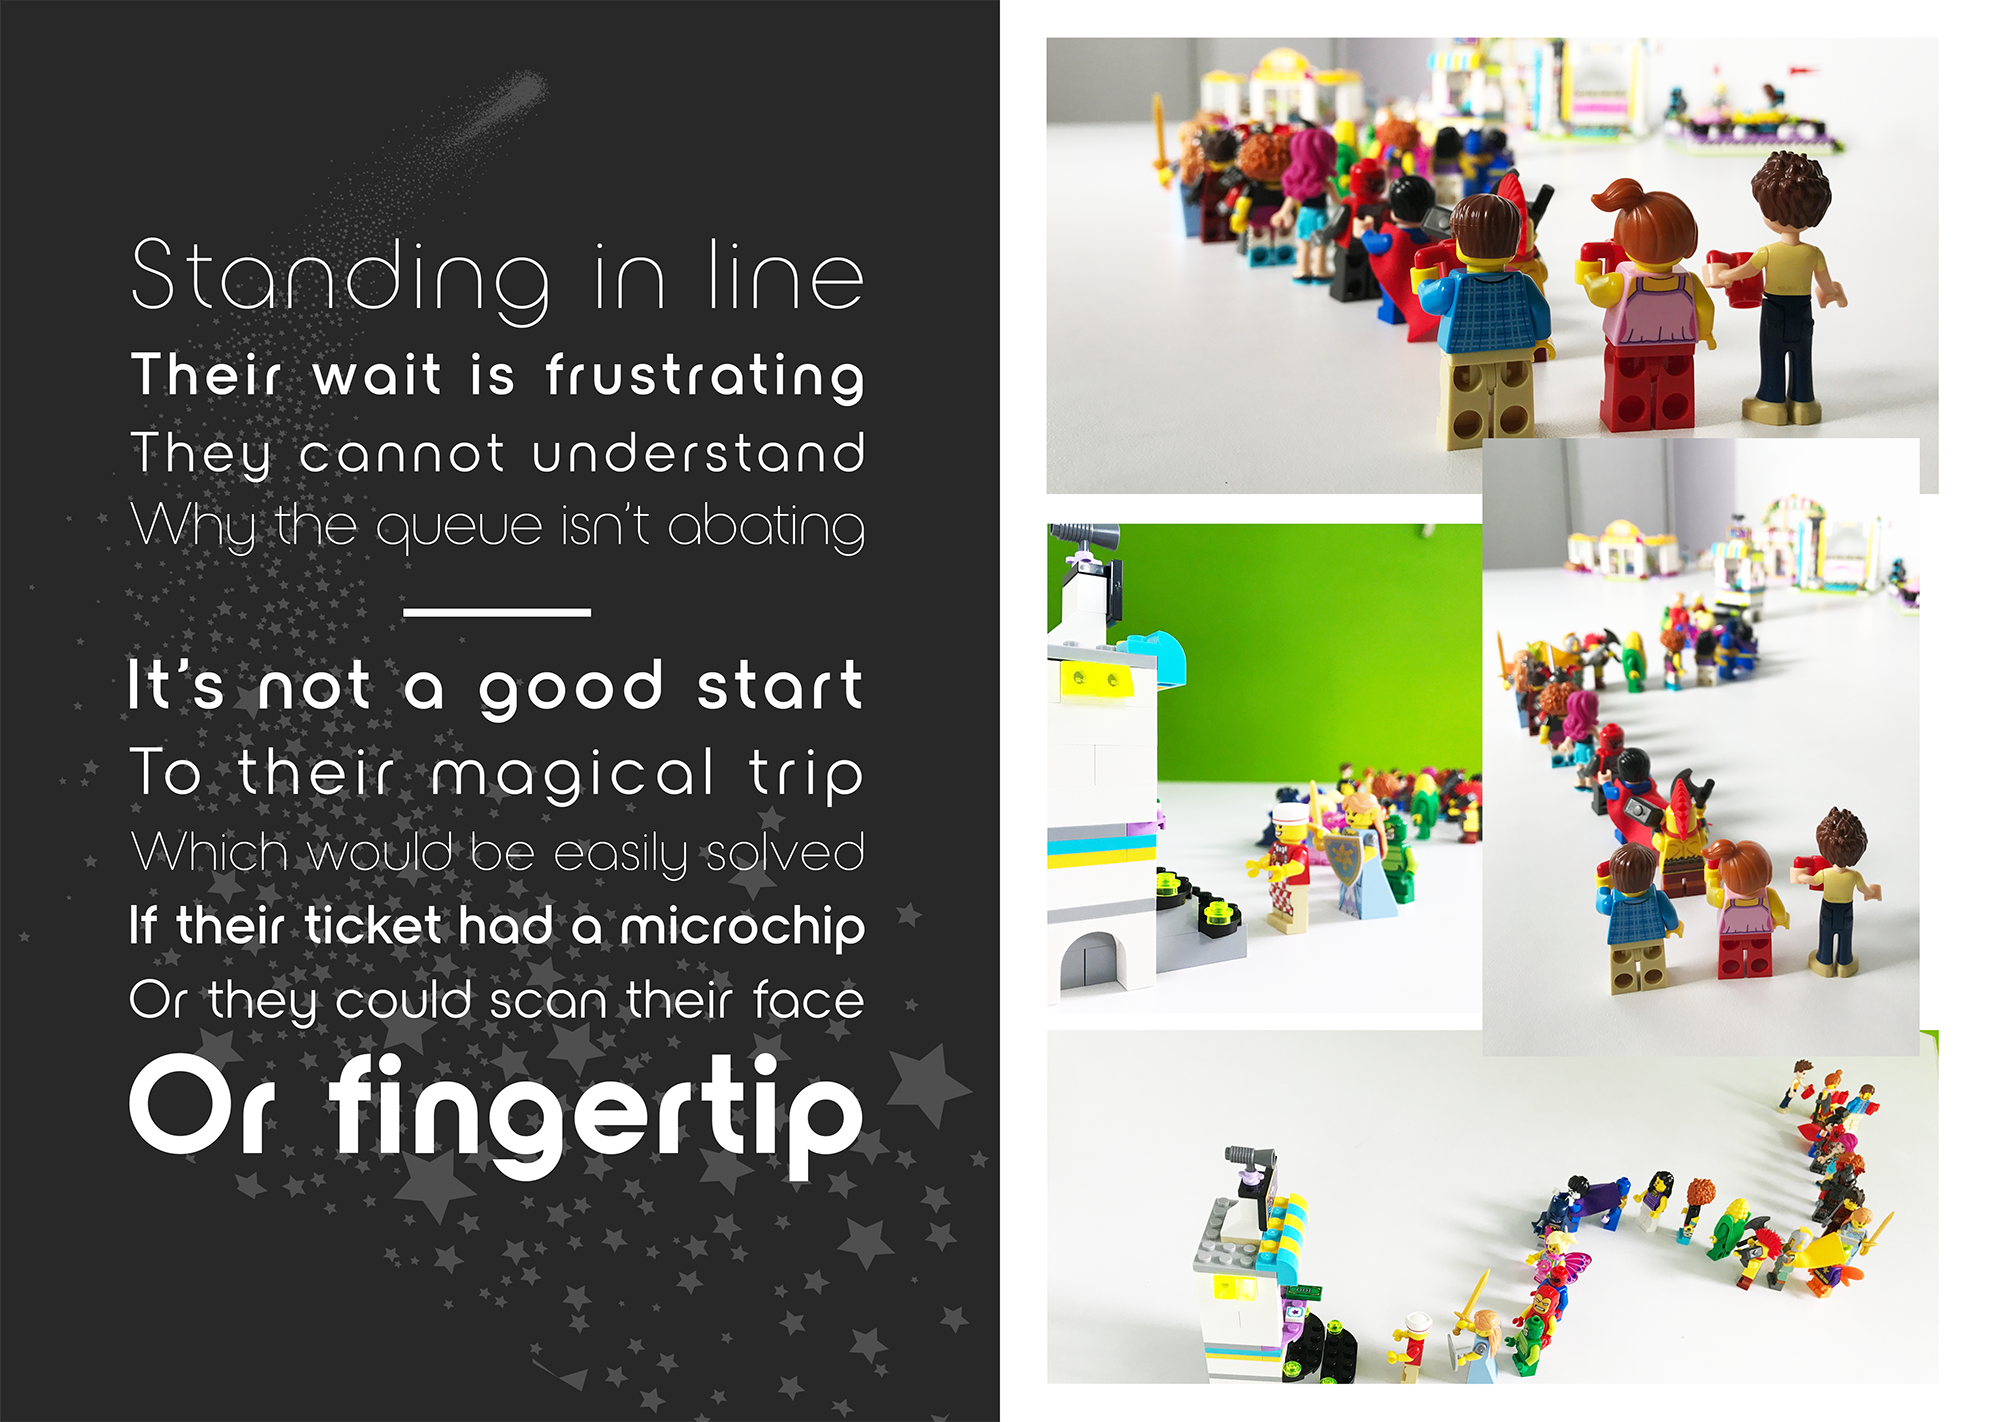 Standing in line
Their wait is frustrating
They cannot understand
Why the queue isn't abating
It's not a good start
To their magical trip
Which would be easily solved
If their ticket had a microchip
Or they could scan their face
Or fingertip